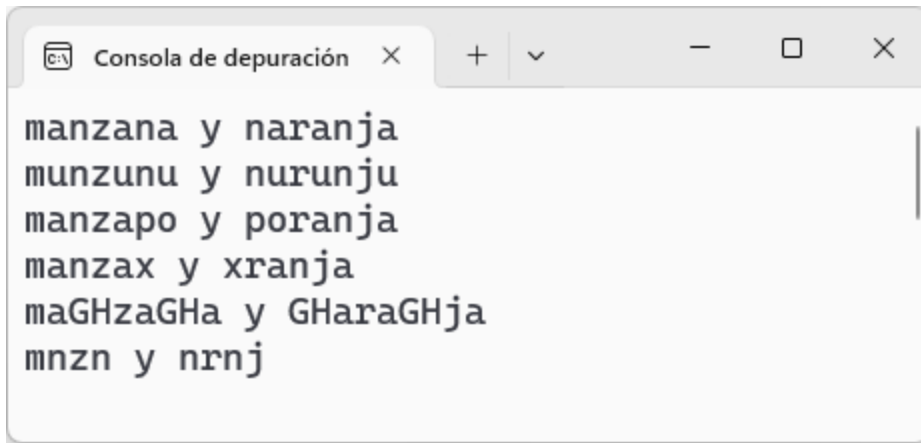 Consola de depuración
manzana y naranja
munzunu y nurunju
manzapo y poranja
manzax y xranja
maGHzaGHa y GHaraGHja
mnzn y nrnj